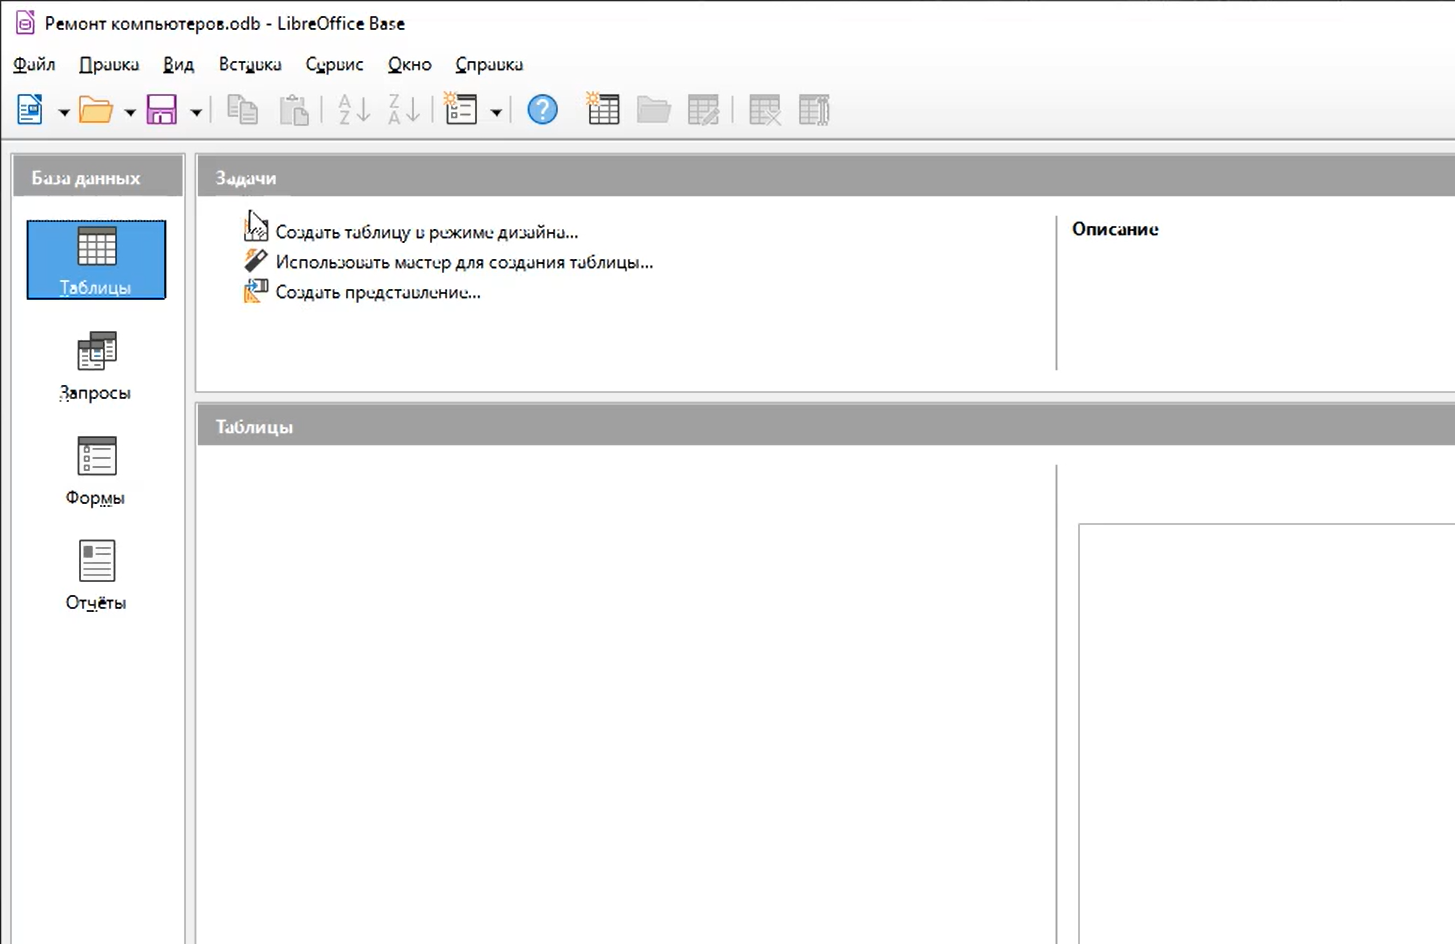 Ремонт компьютеров.odb - LibreOffice Base
Файл Правка Вид Вставка Сервис Окно Справка
База данных
Задачи
Создать таблицу в режиме дизайна...
Использовать мастер для создания таблицы...
Создать представление...
Описание
Таблицы
Запросы
Формы
Отчёты
Таблицы